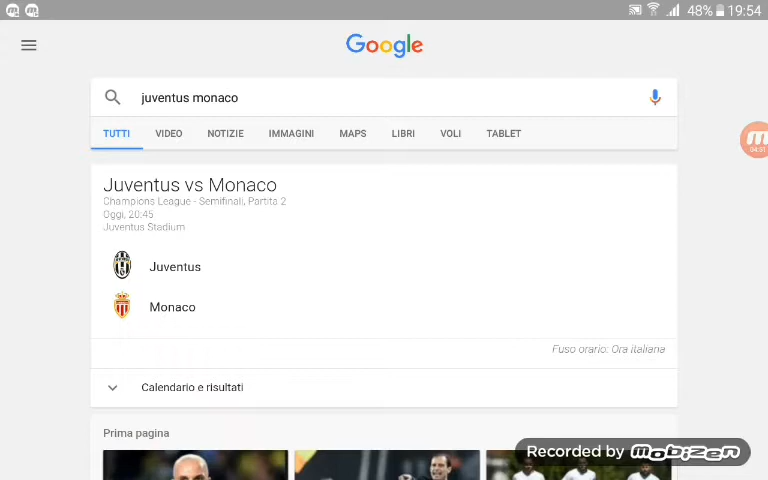 48% 19:54
Google
juventus monaco
TUTTI VIDEO NOTIZIE IMMAGINI MAPS LIBRI VOLI TABLET
04:51
Juventus vs Monaco
Champions League - Semifinali, Partita 2
Oggi, 20:45
Juventus Stadium
Juventus
Monaco
Fuso orario: Ora italiana
Calendario e risultati
Prima pagina
Recorded by mobizen